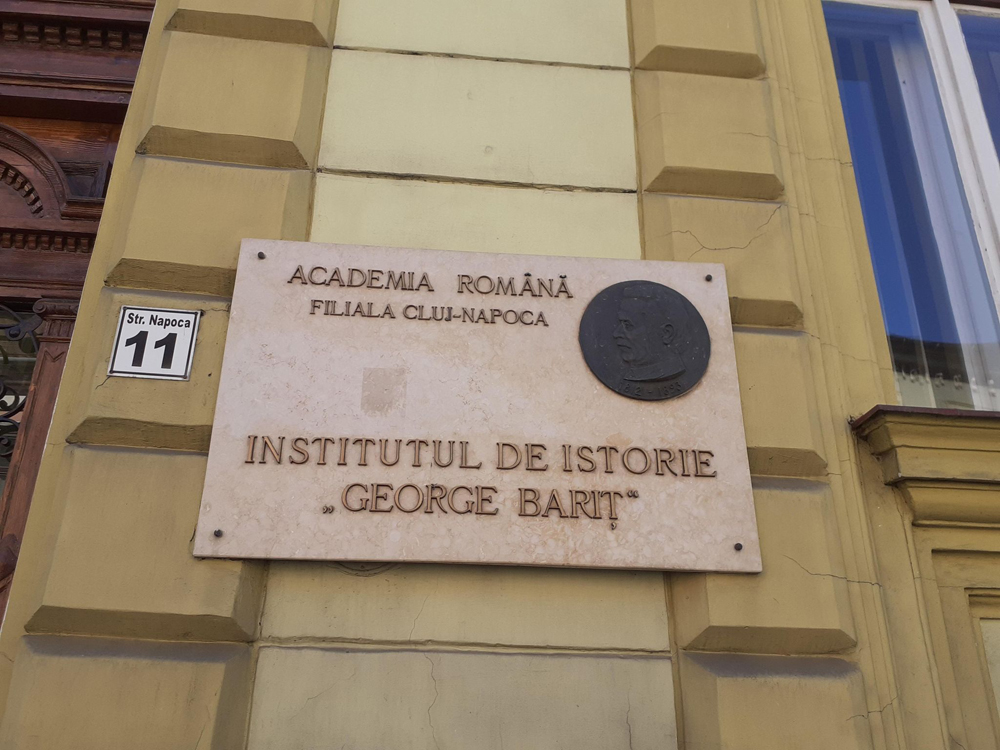 Str. Napoca
11
ACADEMIA ROMÂNĂ
FILIALA CLUJ-NAPOCA
INSTITUTUL DE ISTORIE
„GEORGE BARIȚ“